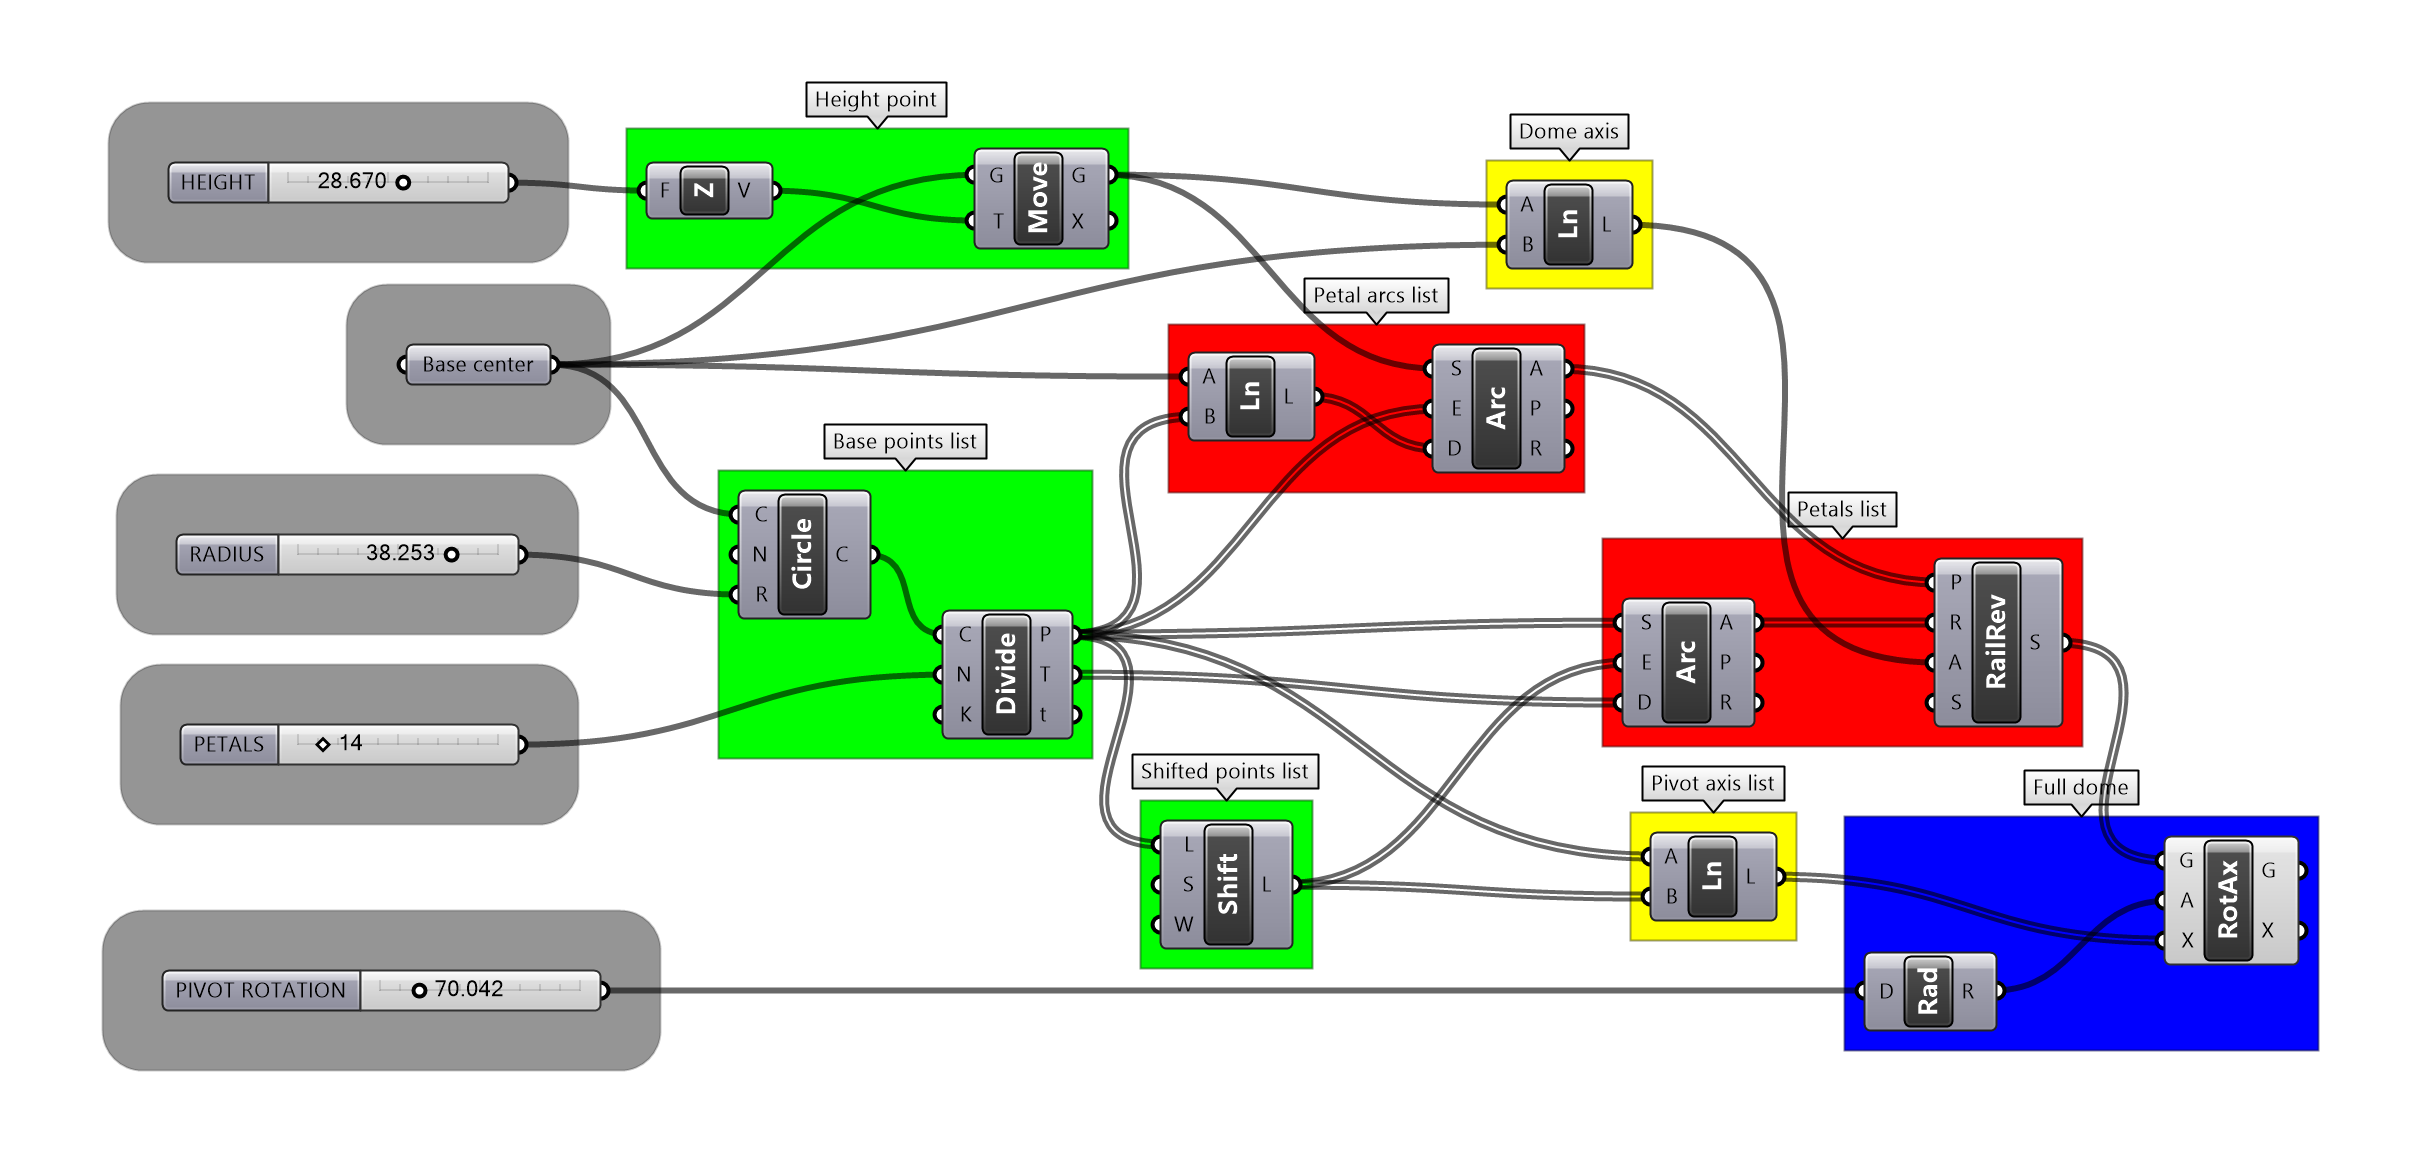 Height point
HEIGHT 28.670
F Z V
G T Move G X
Dome axis
A B Ln L
Base center
Petal arcs list
A B Ln L
S E D Arc A P R
Base points list
RADIUS 38.253
C N R Circle C
PETALS 14
C N K Divide P T t
Petals list
S E D Arc A P R
P R A S RailRev S
Shifted points list
L S W Shift L
Pivot axis list
A B Ln L
Full dome
G A X RotAx G X
PIVOT ROTATION 70.042
D Rad R